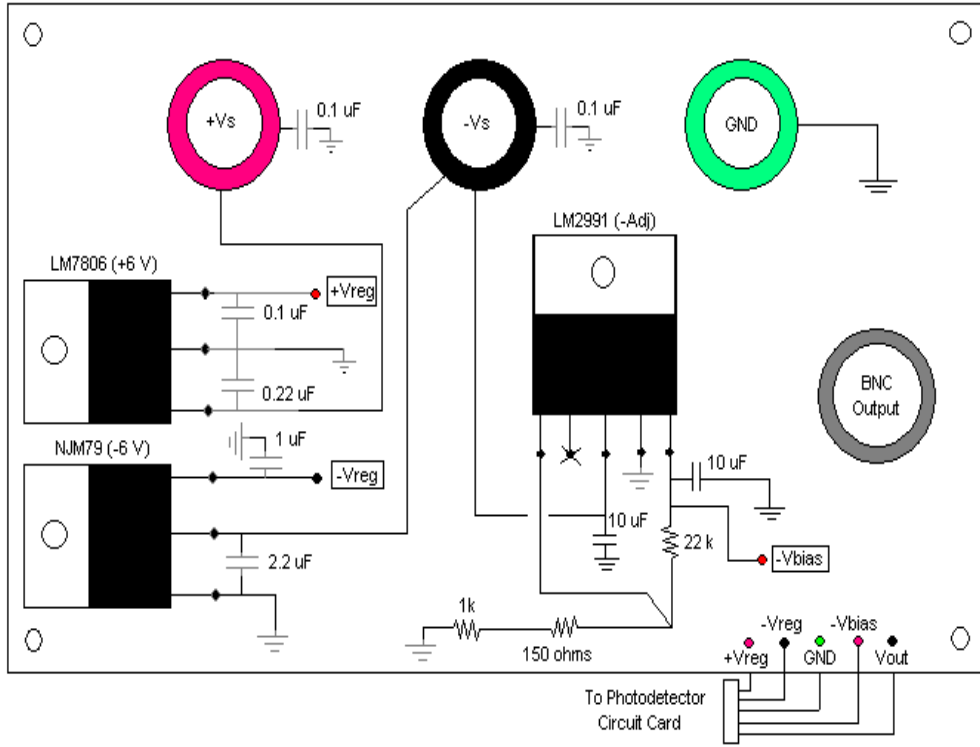 +Vs
0.1 uF
-Vs
0.1 uF
GND
LM2991 (-Adj)
LM7806 (+6 V)
+Vreg
0.1 uF
0.22 uF
BNC
Output
1 uF
NJM79 (-6 V)
-Vreg
10 uF
10 uF
22 k
2.2 uF
-Vbias
1k
150 ohms
-Vreg
-Vbias
+Vreg
GND
Vout
To Photodetector
Circuit Card